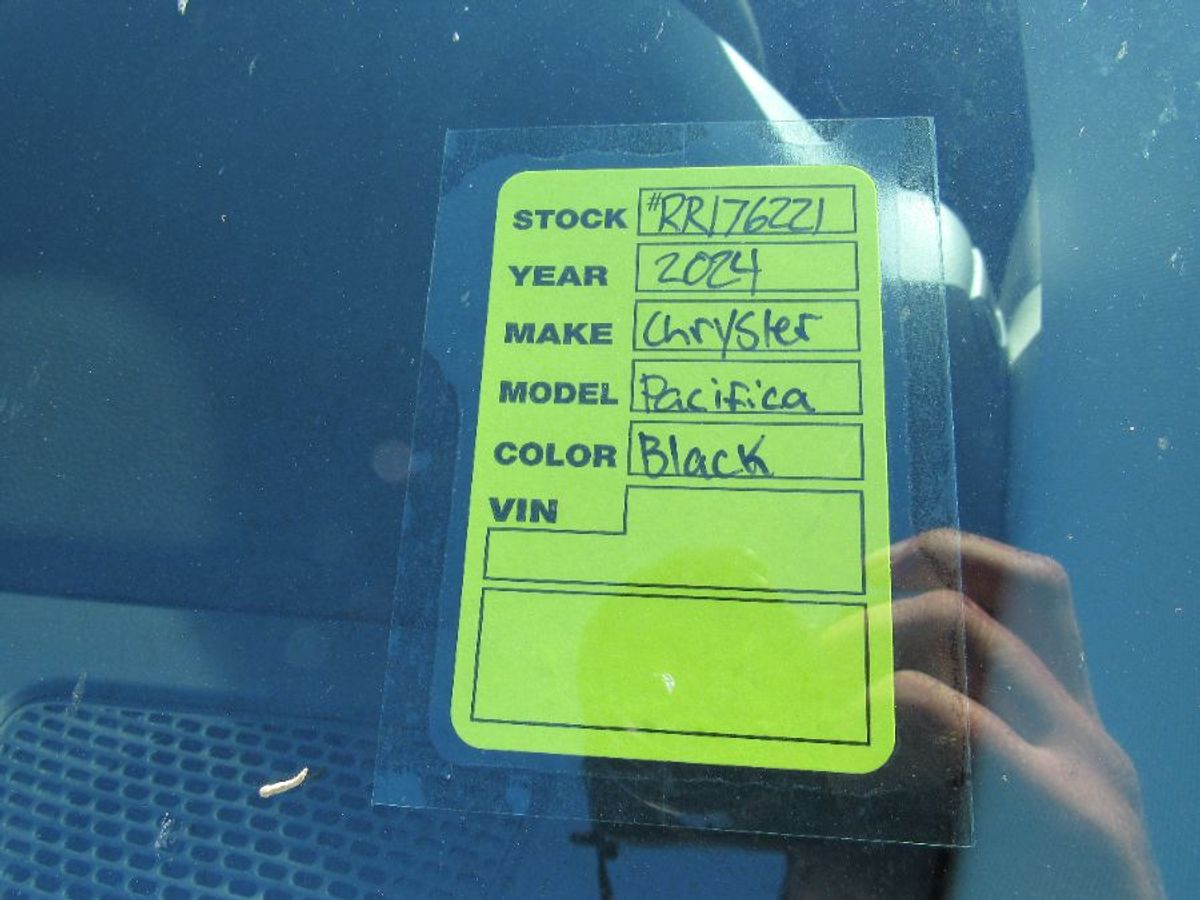 STOCK #RR176221
YEAR 2024
MAKE Chrysler
MODEL Pacifica
COLOR Black
VIN